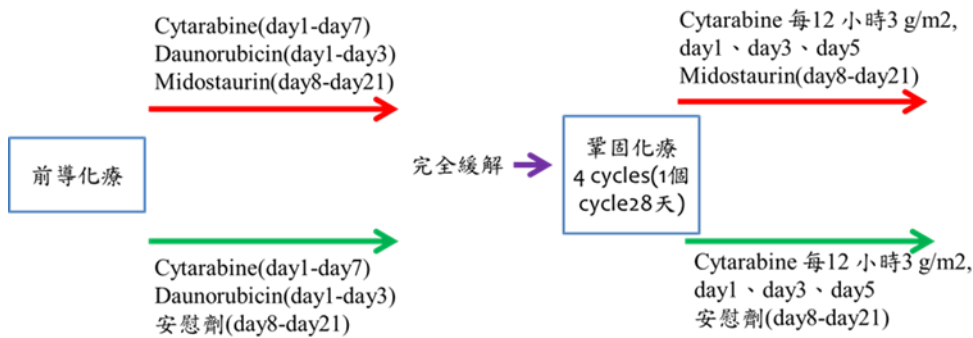 Cytarabine(day1-day7)
Daunorubicin(day1-day3)
Midostaurin(day8-day21)
Cytarabine 每12 小時3 g/m2,
day1、day3、day5
Midostaurin(day8-day21)
前導化療
完全緩解
鞏固化療
4 cycles(1個
cycle28天)
Cytarabine(day1-day7)
Daunorubicin(day1-day3)
安慰劑(day8-day21)
Cytarabine 每12 小時3 g/m2,
day1、day3、day5
安慰劑(day8-day21)